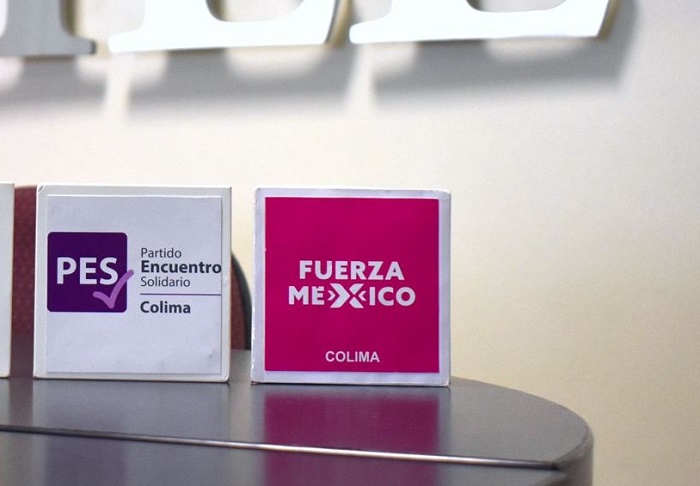 PES
Partido
Encuentro
Solidario
Colima
FUERZA
MEXICO
COLIMA